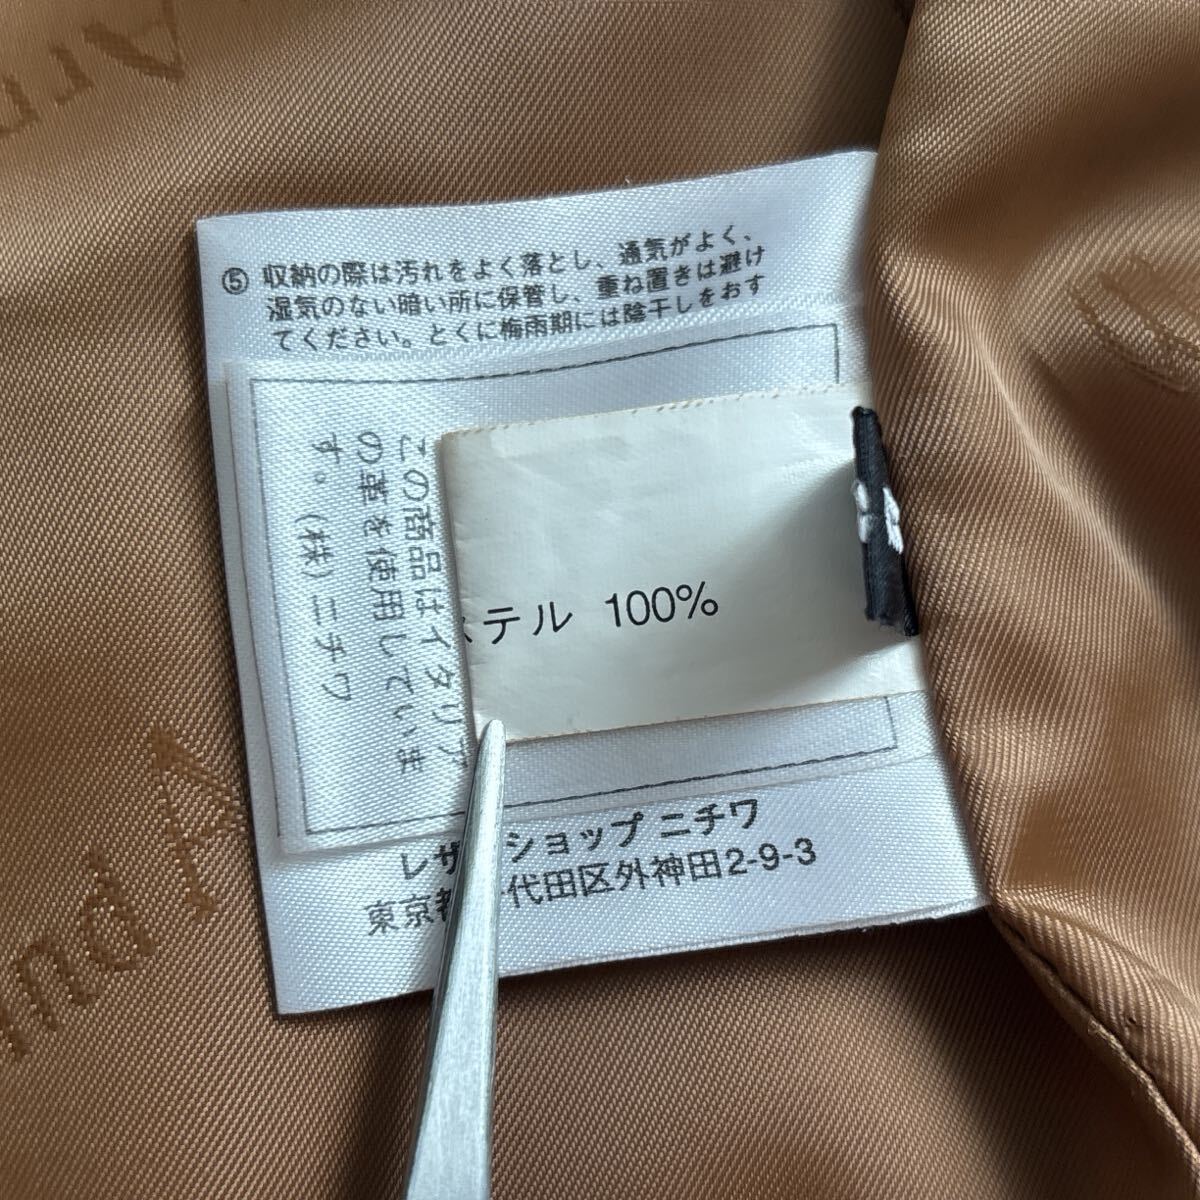 ⑤ 収納の際は汚れをよく落とし、通気がよく、
湿気のない暗い所に保管し、重ね置きは避け
てください。とくに梅雨期には陰干しをおす
この商品はイタリア
の革を使用していま
す。(株)ニチワ
ステル 100%
レザーショップ ニチワ
東京都千代田区外神田2-9-3